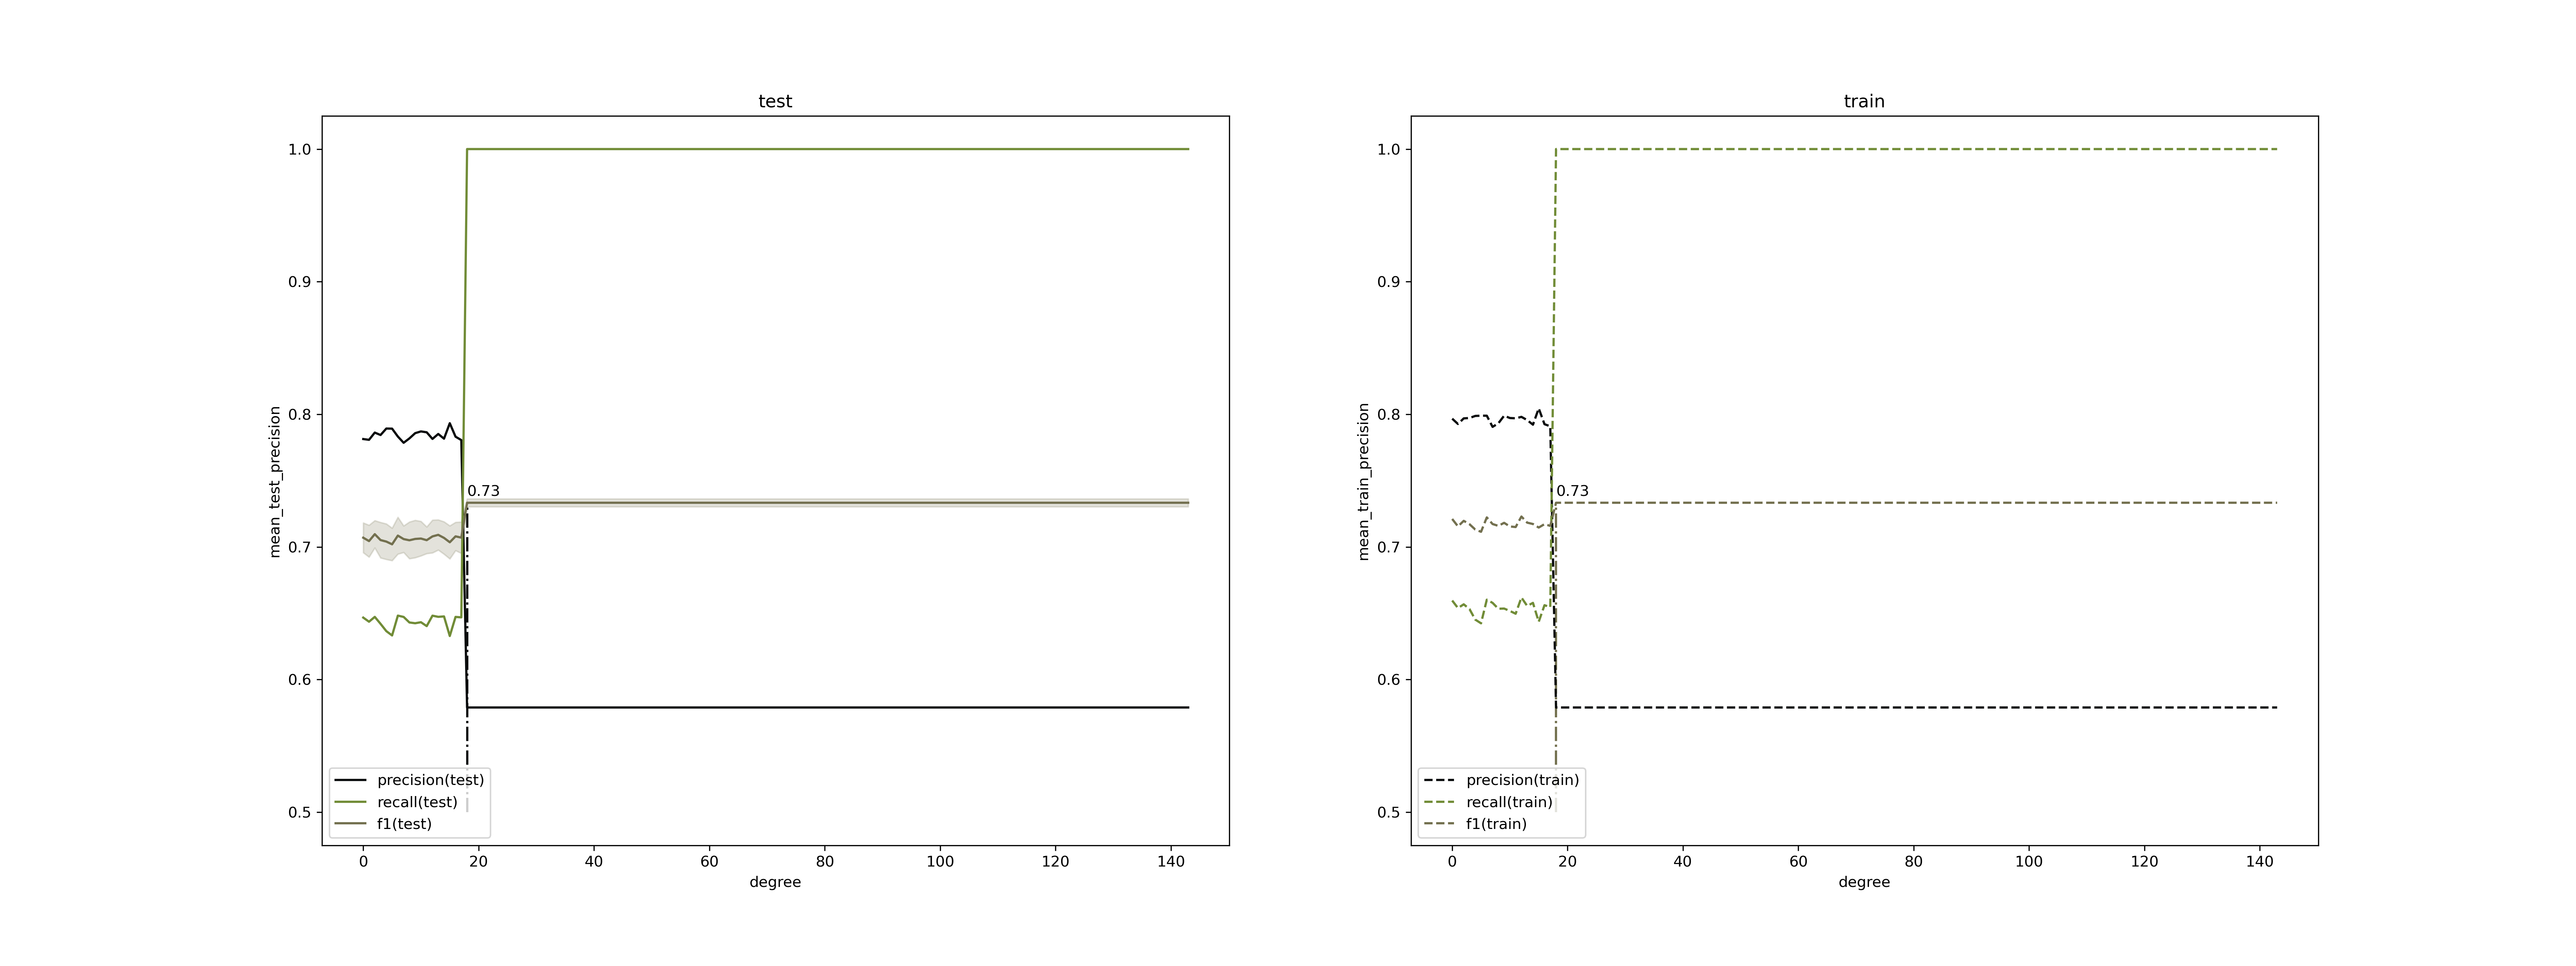 test
mean_test_precision
1.0
0.9
0.8
0.7
0.6
0.5
0.73
precision(test)
recall(test)
f1(test)
0 20 40 60 80 100 120 140
degree
train
mean_train_precision
1.0
0.9
0.8
0.7
0.6
0.5
0.73
precision(train)
recall(train)
f1(train)
0 20 40 60 80 100 120 140
degree